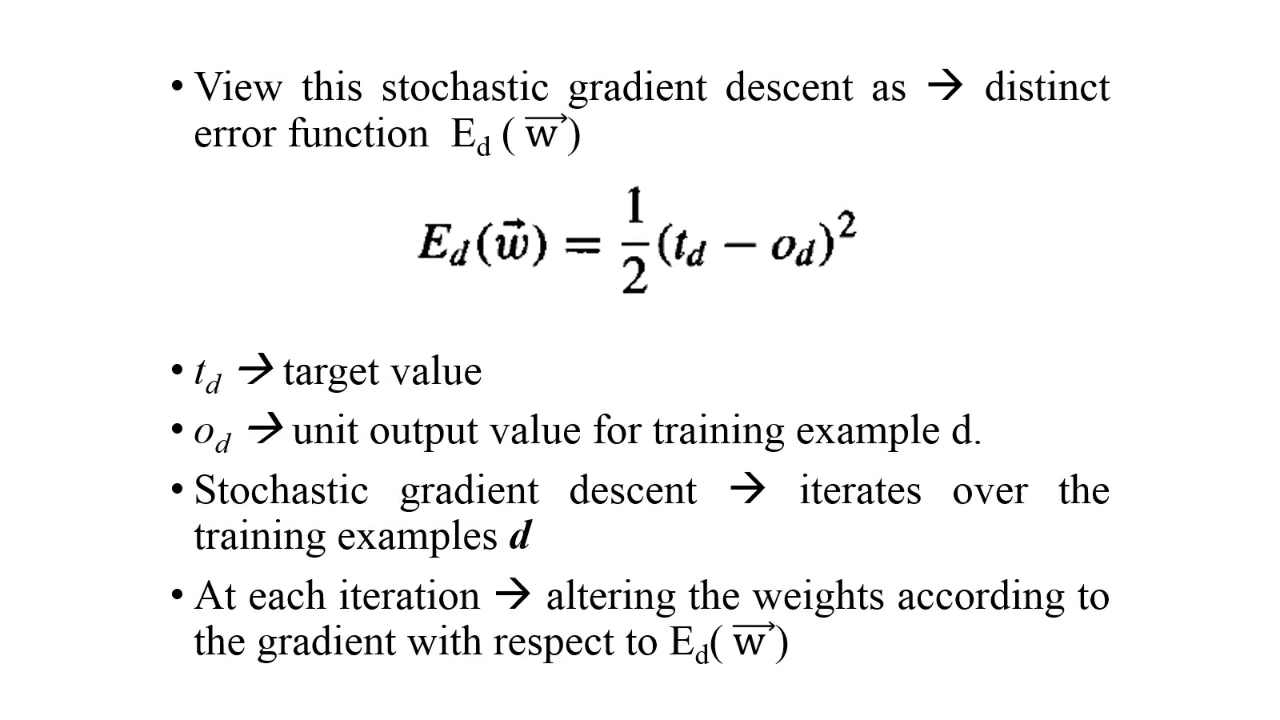 • View this stochastic gradient descent as → distinct
error function E_d ( w⃗ )
E_d(w⃗) = 1/2 (t_d − o_d)²
• t_d → target value
• o_d → unit output value for training example d.
• Stochastic gradient descent → iterates over the
training examples d
• At each iteration → altering the weights according to
the gradient with respect to E_d( w⃗ )